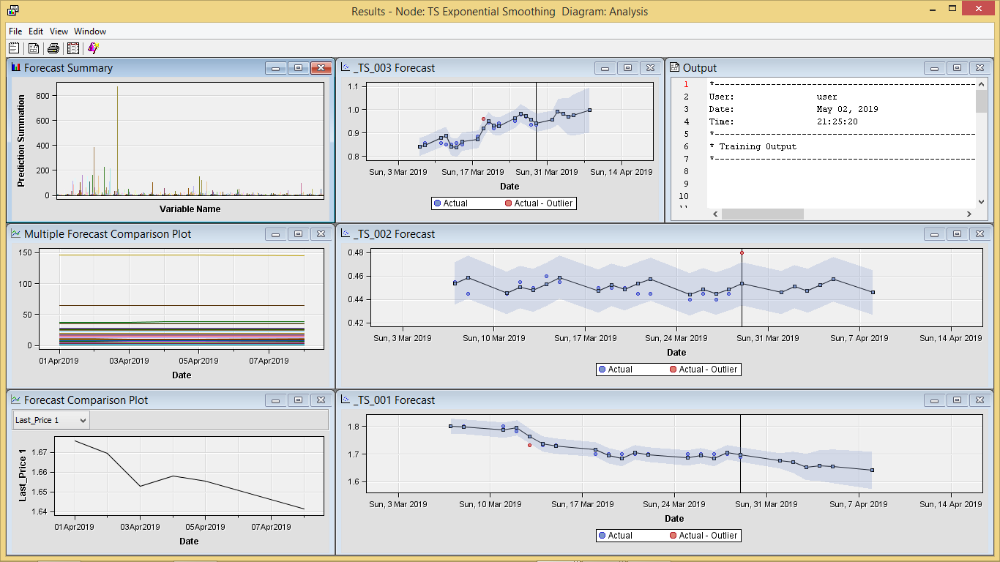 Results - Node: TS Exponential Smoothing  Diagram: Analysis
File Edit View Window
Forecast Summary
Prediction Summation
800
600
400
200
0
Variable Name
_TS_003 Forecast
1.1
1.0
0.9
0.8
Sun, 3 Mar 2019 Sun, 17 Mar 2019 Sun, 31 Mar 2019 Sun, 14 Apr 2019
Date
Actual Actual - Outlier
Output
1 *------------------------------------------------
2 User: user
3 Date: May 02, 2019
4 Time: 21:25:20
5 *------------------------------------------------
6 * Training Output
7 *------------------------------------------------
8
9
10
Multiple Forecast Comparison Plot
150
100
50
0
01Apr2019 03Apr2019 05Apr2019 07Apr2019
Date
_TS_002 Forecast
0.48
0.46
0.44
0.42
Sun, 3 Mar 2019 Sun, 10 Mar 2019 Sun, 17 Mar 2019 Sun, 24 Mar 2019 Sun, 31 Mar 2019 Sun, 7 Apr 2019 Sun, 14 Apr 2019
Date
Actual Actual - Outlier
Forecast Comparison Plot
Last_Price 1
Last_Price 1
1.67
1.66
1.65
1.64
01Apr2019 03Apr2019 05Apr2019 07Apr2019
Date
_TS_001 Forecast
1.8
1.7
1.6
Sun, 3 Mar 2019 Sun, 10 Mar 2019 Sun, 17 Mar 2019 Sun, 24 Mar 2019 Sun, 31 Mar 2019 Sun, 7 Apr 2019 Sun, 14 Apr 2019
Date
Actual Actual - Outlier